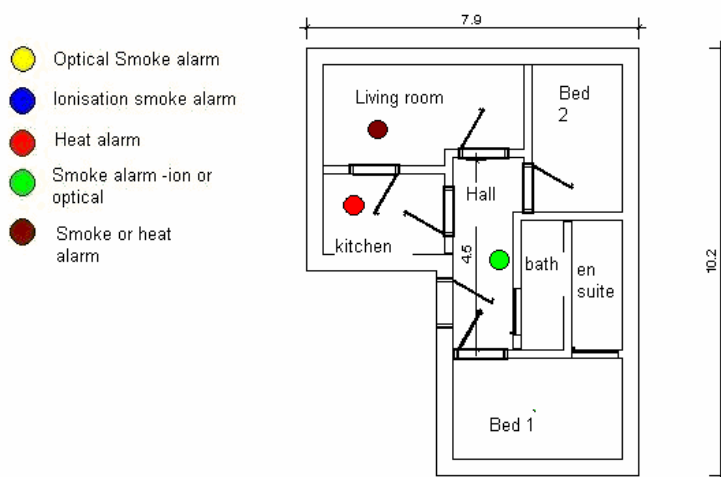 Optical Smoke alarm
Ionisation smoke alarm
Heat alarm
Smoke alarm -ion or
optical
Smoke or heat
alarm
7.9
Living room
Bed
2
Hall
kitchen
4.5
bath
en
suite
10.2
Bed 1